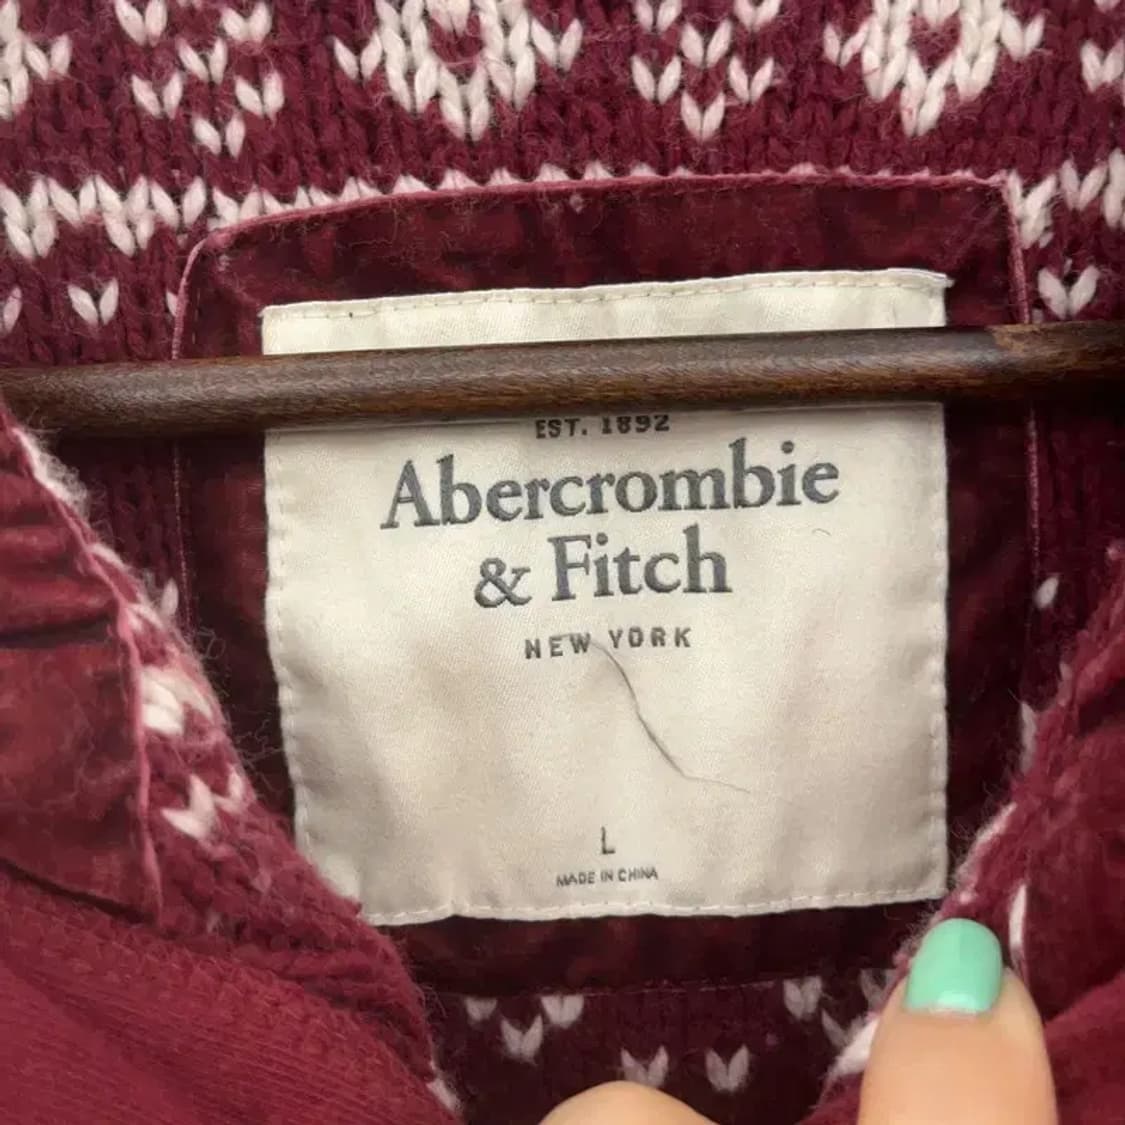 EST. 1892
Abercrombie
& Fitch
NEW YORK
L
MADE IN CHINA